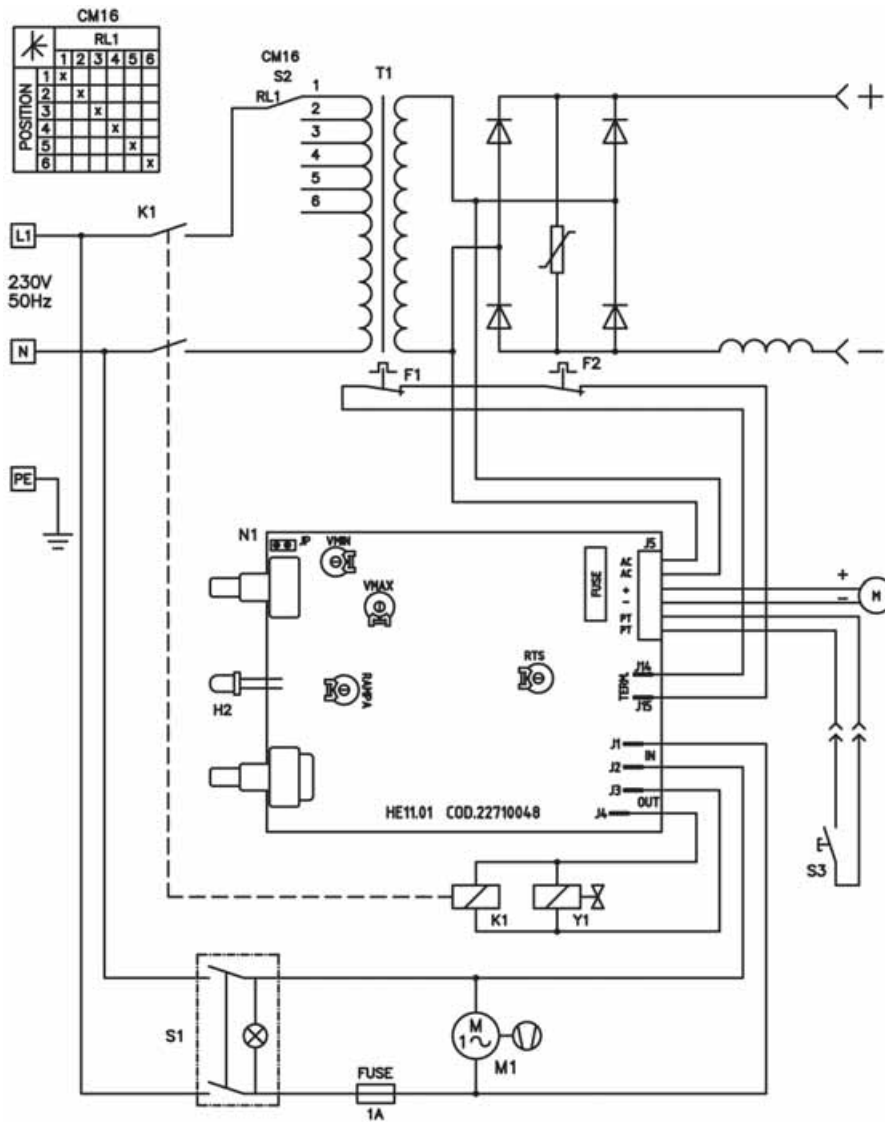 CM16
RL1
1 2 3 4 5 6
POSITION
1 x
2 x
3 x
4 x
5 x
6 x
CM16
S2
RL1
1
2
3
4
5
6
T1
K1
L1
230V
50Hz
N
PE
F1
F2
N1
JP
VMIN
VMAX
RAMPA
H2
RTS
FUSE
J5
AC
AC
+
-
PT
PT
J14
TERM.
J15
J1
IN
J2
J3
OUT
J4
HE11.01 COD.22710048
+
-
M
S3
K1
Y1
S1
M
1~
M1
FUSE
1A
+
-